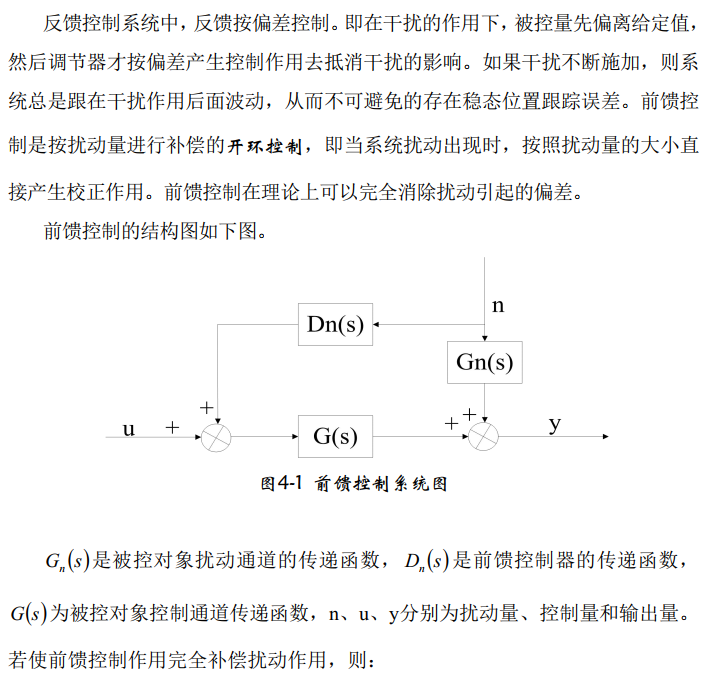 反馈控制系统中，反馈按偏差控制。即在干扰的作用下，被控量先偏离给定值，
然后调节器才按偏差产生控制作用去抵消干扰的影响。如果干扰不断施加，则系
统总是跟在干扰作用后面波动，从而不可避免的存在稳态位置跟踪误差。前馈控
制是按扰动量进行补偿的开环控制，即当系统扰动出现时，按照扰动量的大小直
接产生校正作用。前馈控制在理论上可以完全消除扰动引起的偏差。
前馈控制的结构图如下图。
n
Dn(s)
Gn(s)
+
u
+
G(s)
+
+
y
图4-1 前馈控制系统图
Gn(s)是被控对象扰动通道的传递函数，Dn(s)是前馈控制器的传递函数，
G(s)为被控对象控制通道传递函数，n、u、y分别为扰动量、控制量和输出量。
若使前馈控制作用完全补偿扰动作用，则：